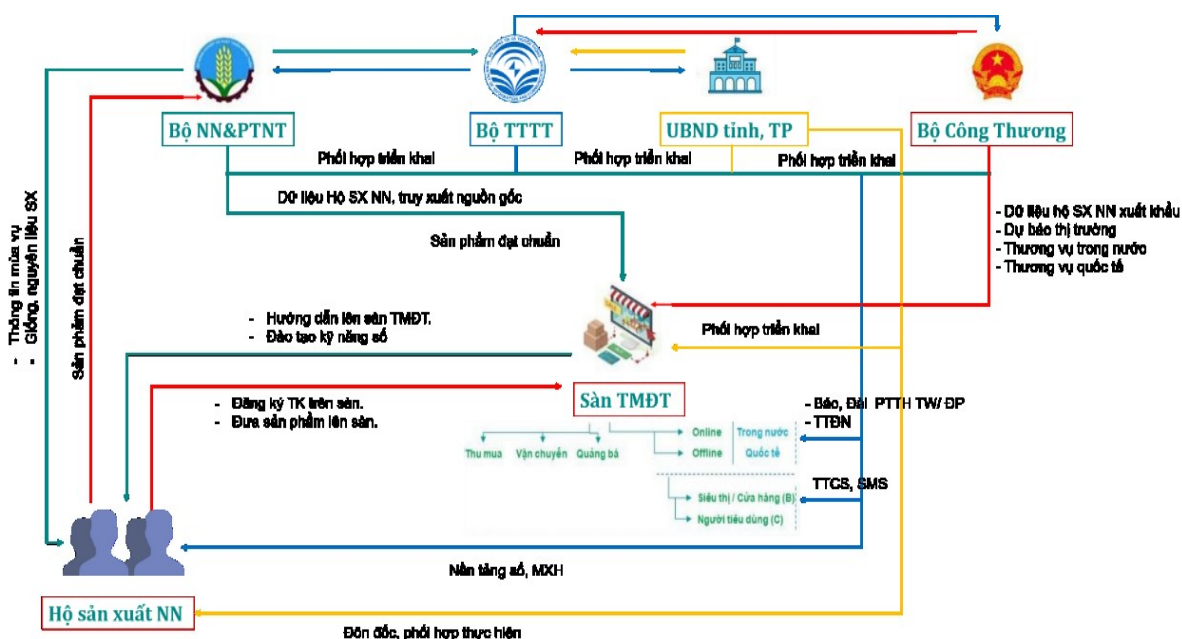 Bộ NN&PTNT
Bộ TTTT
UBND tỉnh, TP
Bộ Công Thương
Phối hợp triển khai
Phối hợp triển khai
Phối hợp triển khai
Dữ liệu Hộ SX NN, truy xuất nguồn gốc
Sản phẩm đạt chuẩn
- Dữ liệu hộ SX NN xuất khẩu
- Dự báo thị trường
- Thương vụ trong nước
- Thương vụ quốc tế
- Thông tin mùa vụ
- Giống, nguyên liệu SX
Sản phẩm đạt chuẩn
- Hướng dẫn lên sàn TMĐT.
- Đào tạo kỹ năng số
Phối hợp triển khai
- Đăng ký TK trên sàn.
- Đưa sản phẩm lên sàn.
Sàn TMĐT
- Báo, Đài PTTH TW/ ĐP
- TTĐN
Thu mua
Vận chuyển
Quảng bá
Online
Offline
Trong nước
Quốc tế
TTCS, SMS
Siêu thị / Cửa hàng (B)
Người tiêu dùng (C)
Nền tảng số, MXH
Hộ sản xuất NN
Đôn đốc, phối hợp thực hiện